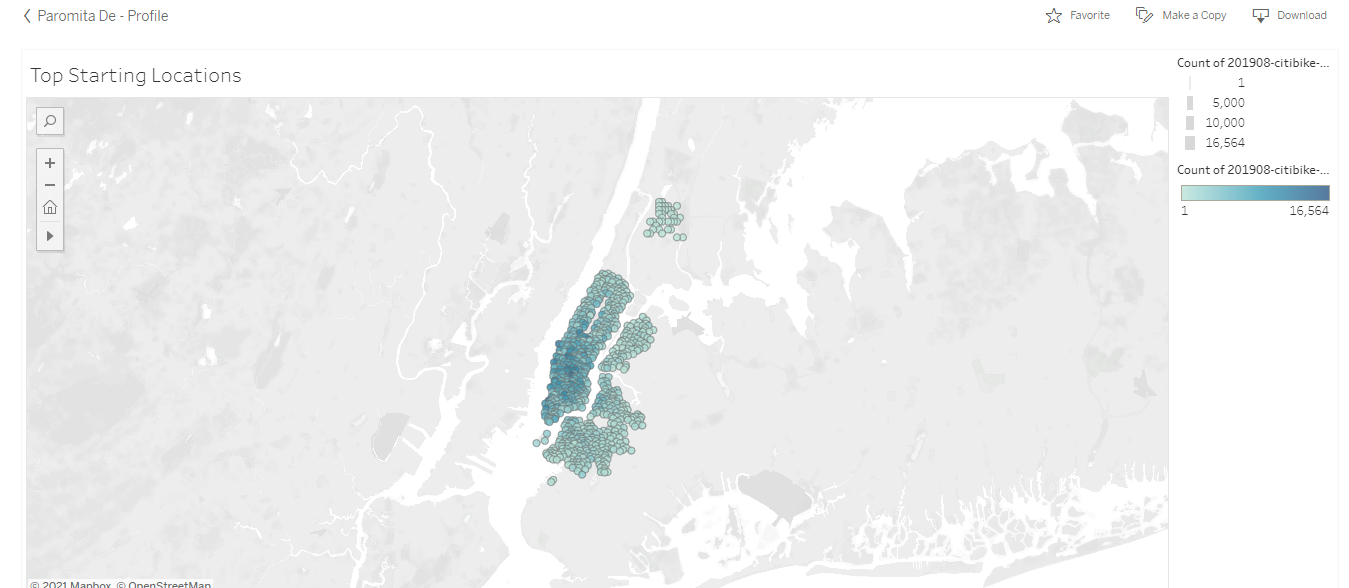 Paromita De - Profile
Favorite
Make a Copy
Download
Top Starting Locations
Count of 201908-citibike-...
1
5,000
10,000
16,564
Count of 201908-citibike-...
1 16,564
© 2021 Mapbox © OpenStreetMap